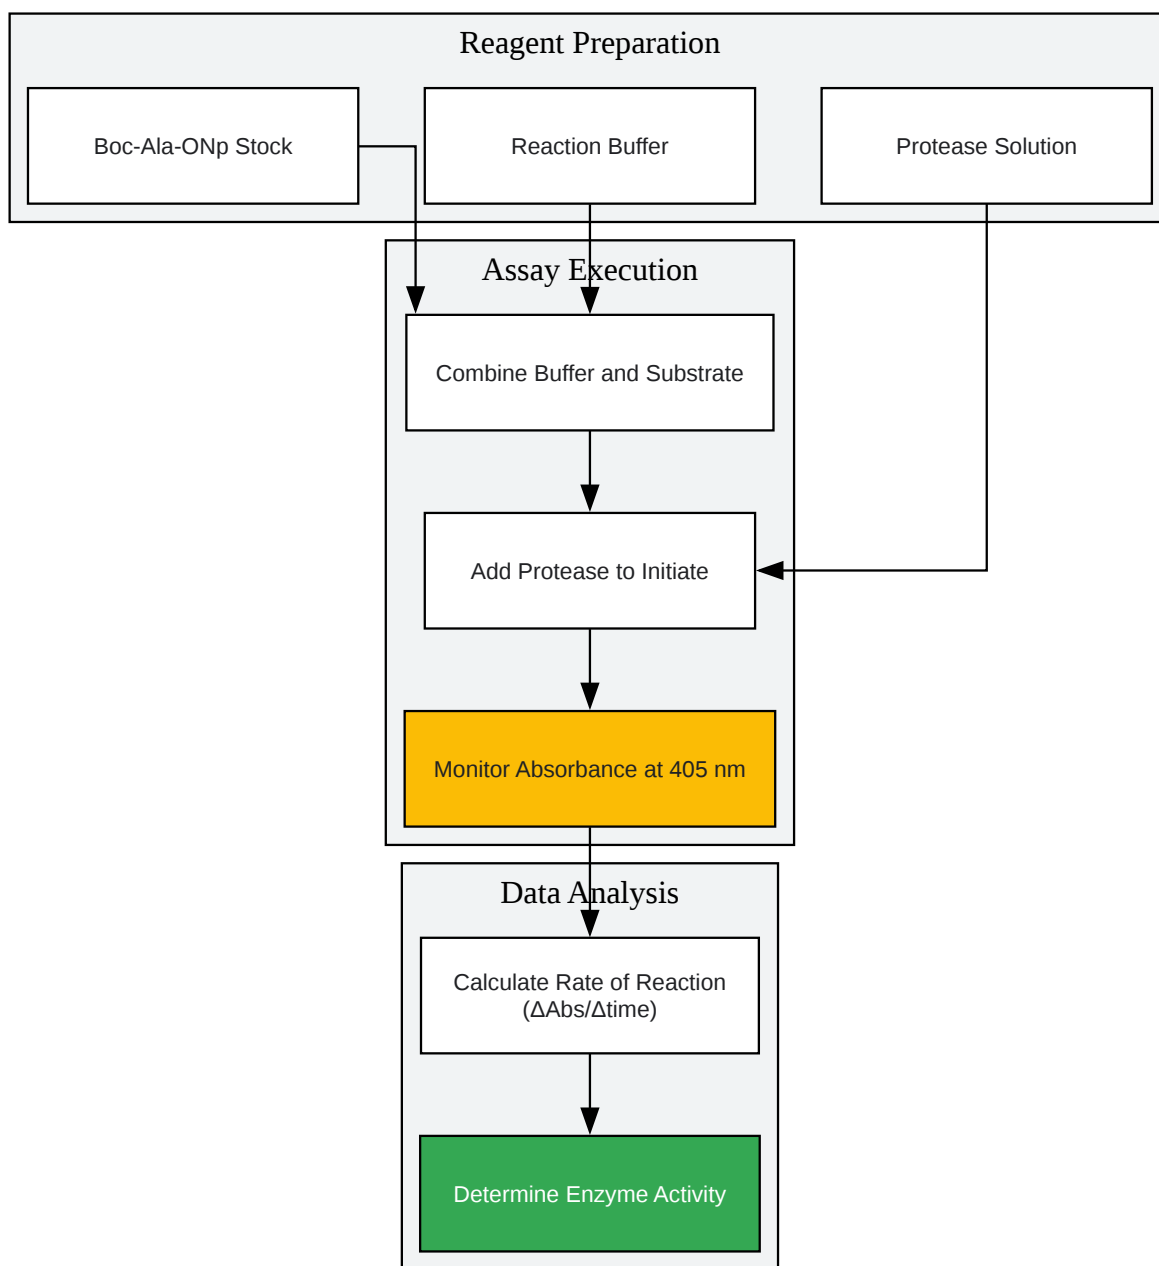 Reagent Preparation
Boc-Ala-ONp Stock
Reaction Buffer
Protease Solution
Assay Execution
Combine Buffer and Substrate
Add Protease to Initiate
Monitor Absorbance at 405 nm
Data Analysis
Calculate Rate of Reaction
(ΔAbs/Δtime)
Determine Enzyme Activity